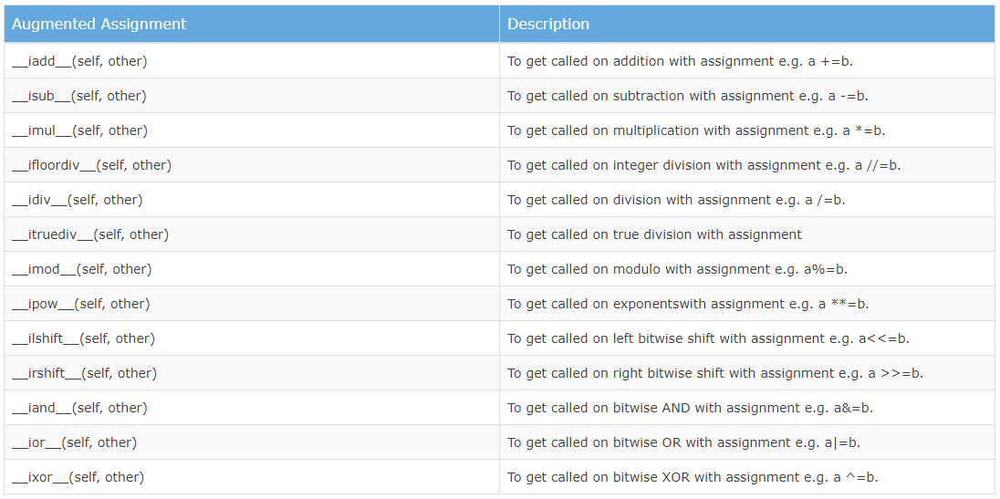 Augmented Assignment Description
__iadd__(self, other) To get called on addition with assignment e.g. a +=b.
__isub__(self, other) To get called on subtraction with assignment e.g. a -=b.
__imul__(self, other) To get called on multiplication with assignment e.g. a *=b.
__ifloordiv__(self, other) To get called on integer division with assignment e.g. a //=b.
__idiv__(self, other) To get called on division with assignment e.g. a /=b.
__itruediv__(self, other) To get called on true division with assignment
__imod__(self, other) To get called on modulo with assignment e.g. a%=b.
__ipow__(self, other) To get called on exponentswith assignment e.g. a **=b.
__ilshift__(self, other) To get called on left bitwise shift with assignment e.g. a<<=b.
__irshift__(self, other) To get called on right bitwise shift with assignment e.g. a >>=b.
__iand__(self, other) To get called on bitwise AND with assignment e.g. a&=b.
__ior__(self, other) To get called on bitwise OR with assignment e.g. a|=b.
__ixor__(self, other) To get called on bitwise XOR with assignment e.g. a ^=b.